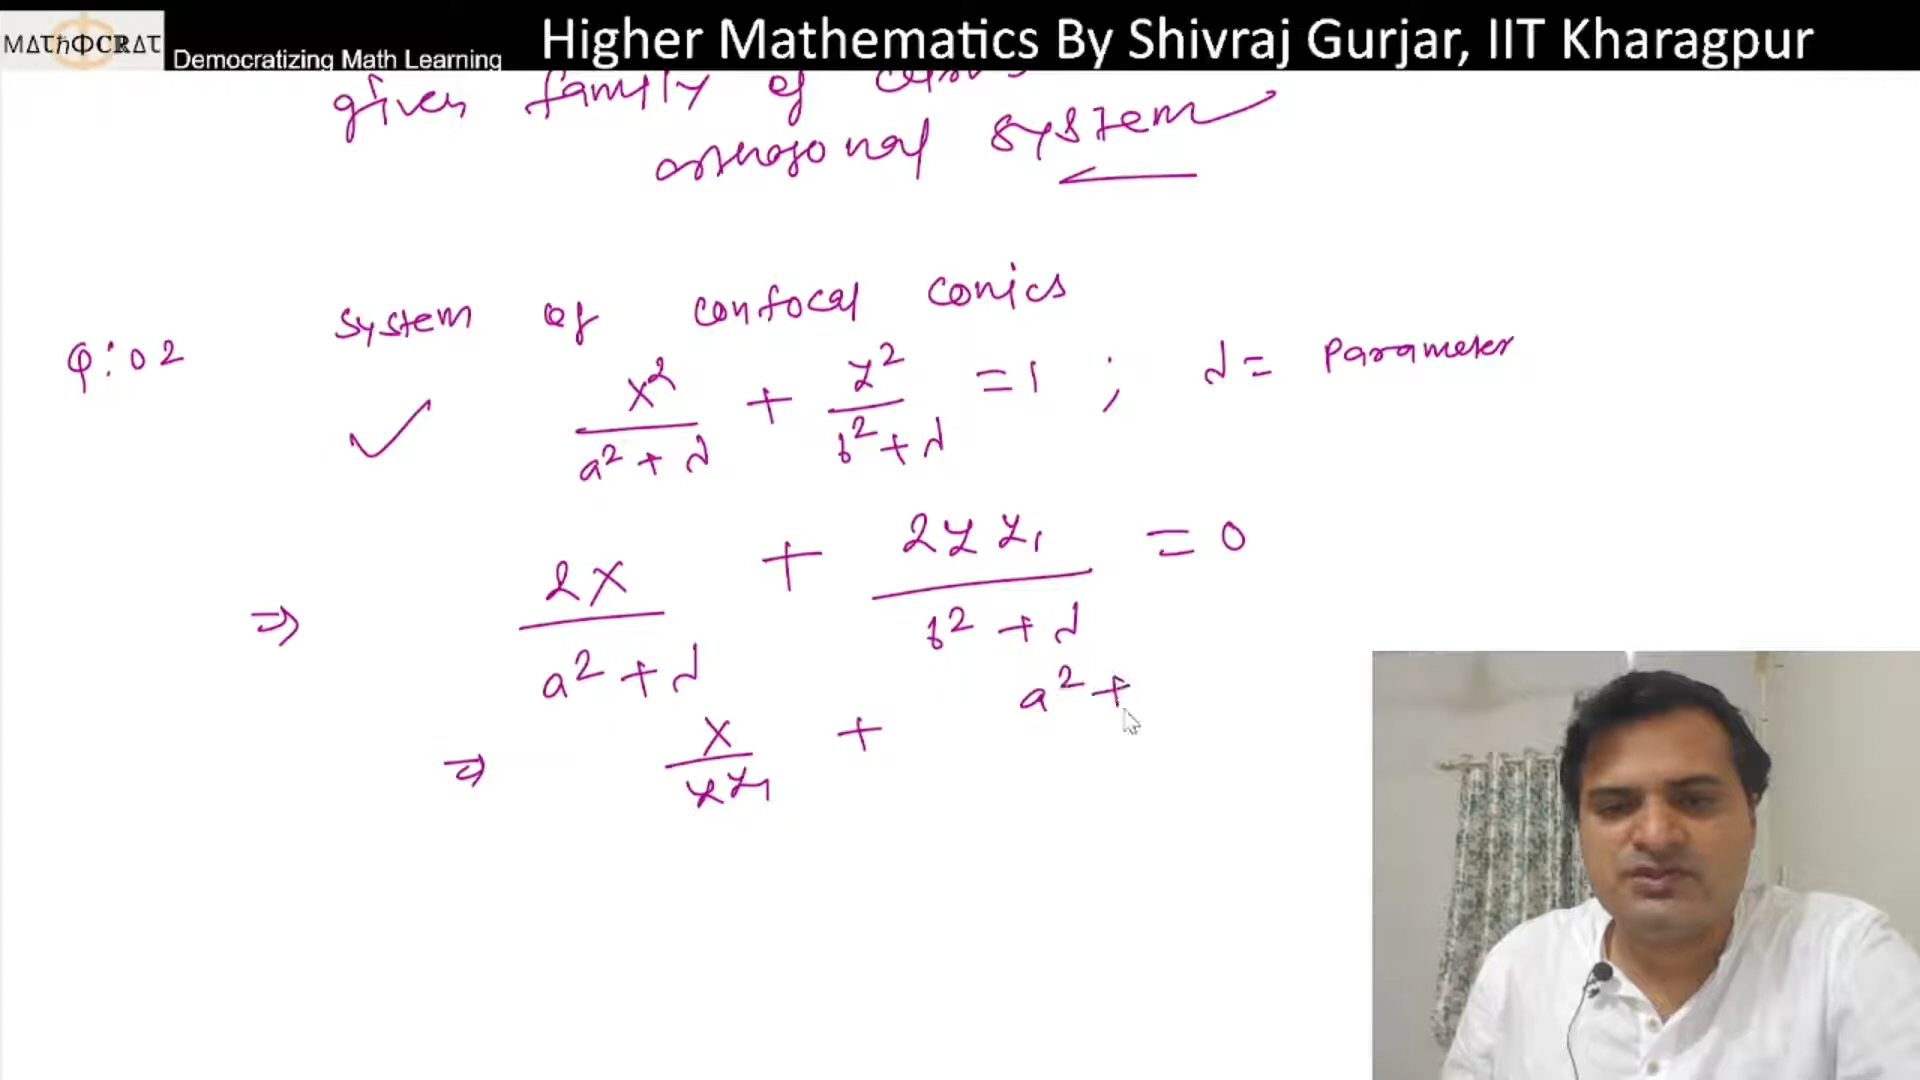 MATħΦCRAT Democratizing Math Learning Higher Mathematics By Shivraj Gurjar, IIT Kharagpur
given family of
orthogonal system
Q:02 System of confocal conics
x²/(a²+λ) + y²/(b²+λ) = 1 ; λ = Parameter
⇒ 2x/(a²+λ) + 2yy₁/(b²+λ) = 0
⇒ x/(yy₁) + a²+